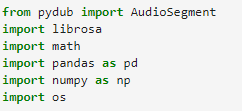 from pydub import AudioSegment
import librosa
import math
import pandas as pd
import numpy as np
import os